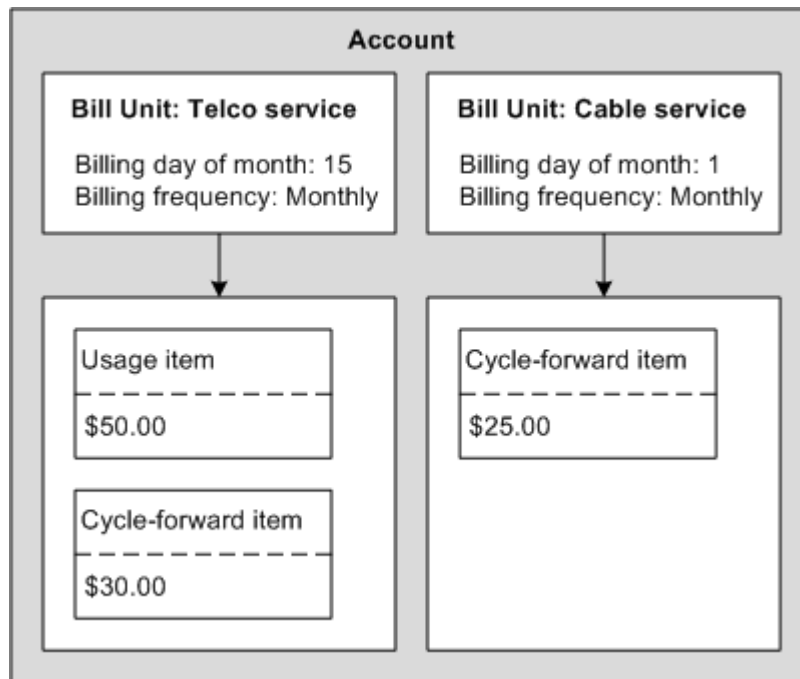 Account
Bill Unit: Telco service
Billing day of month: 15
Billing frequency: Monthly
Usage item
$50.00
Cycle-forward item
$30.00
Bill Unit: Cable service
Billing day of month: 1
Billing frequency: Monthly
Cycle-forward item
$25.00